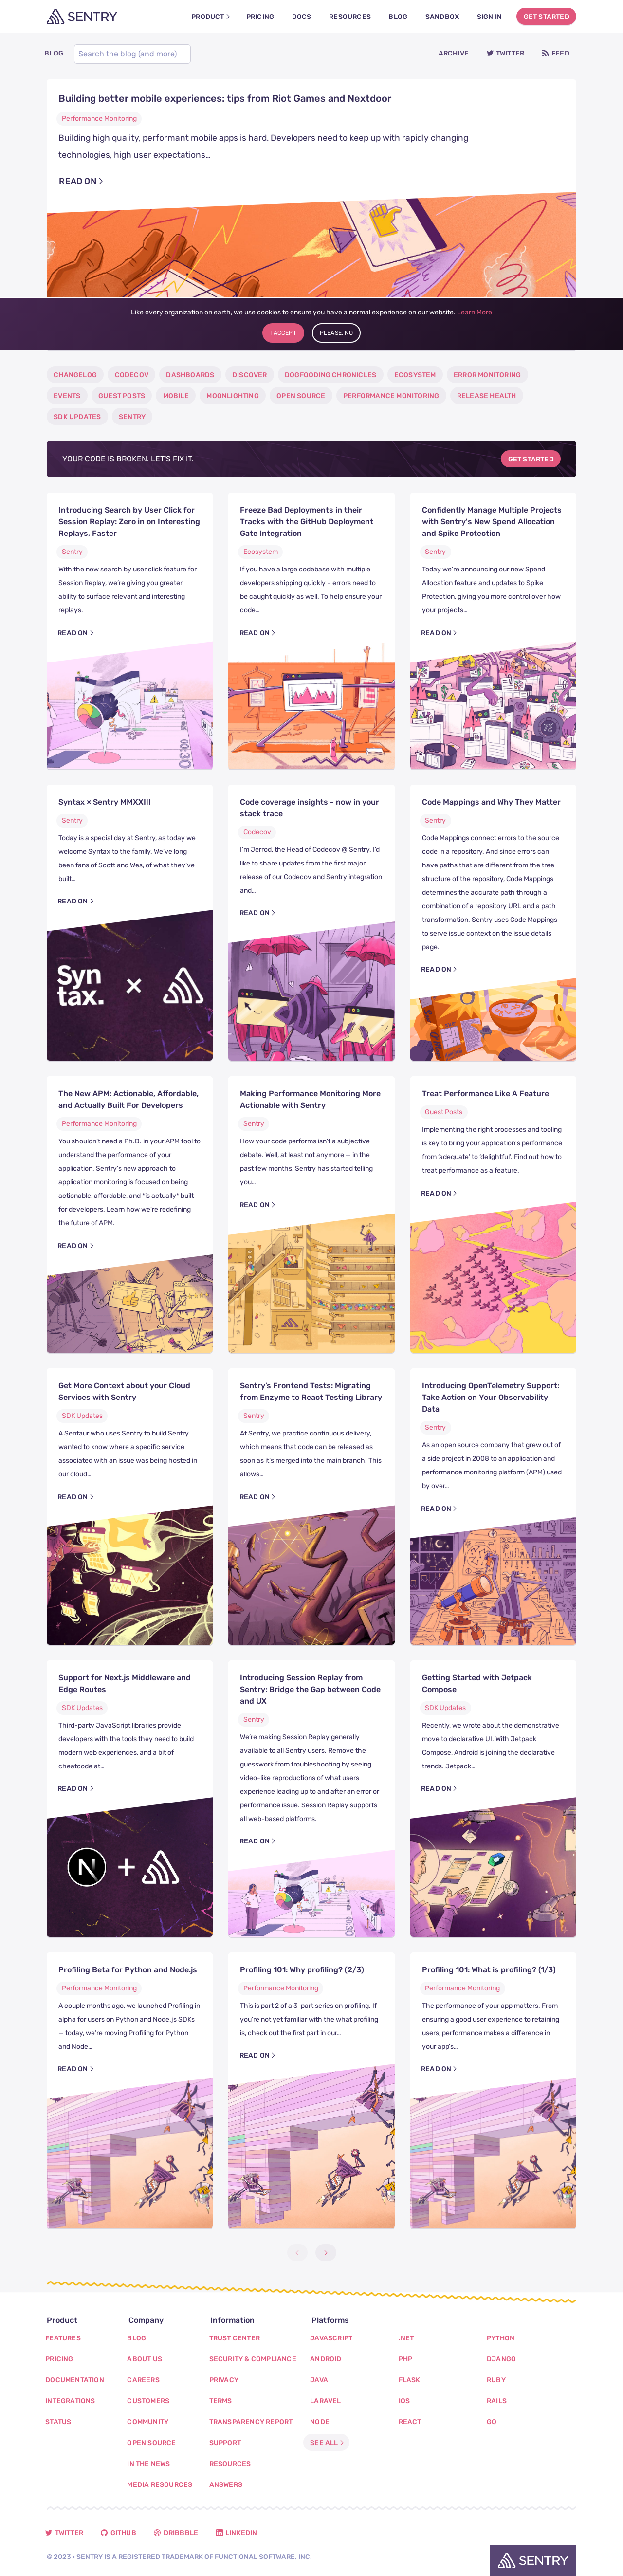 SENTRY
PRODUCT
PRICING
DOCS
RESOURCES
BLOG
SANDBOX
SIGN IN
GET STARTED
BLOG
Search the blog (and more)
ARCHIVE
TWITTER
FEED
Building better mobile experiences: tips from Riot Games and Nextdoor
Performance Monitoring
Building high quality, performant mobile apps is hard. Developers need to keep up with rapidly changing
technologies, high user expectations...
READ ON
Like every organization on earth, we use cookies to ensure you have a normal experience on our website. Learn More
I ACCEPT
PLEASE, NO
CHANGELOG
CODECOV
DASHBOARDS
DISCOVER
DOGFOODING CHRONICLES
ECOSYSTEM
ERROR MONITORING
EVENTS
GUEST POSTS
MOBILE
MOONLIGHTING
OPEN SOURCE
PERFORMANCE MONITORING
RELEASE HEALTH
SDK UPDATES
SENTRY
YOUR CODE IS BROKEN. LET'S FIX IT.
GET STARTED
Introducing Search by User Click for
Session Replay: Zero in on Interesting
Replays, Faster
Sentry
With the new search by user click feature for
Session Replay, we're giving you greater
ability to surface relevant and interesting
replays.
READ ON
Freeze Bad Deployments in their
Tracks with the GitHub Deployment
Gate Integration
Ecosystem
If you have a large codebase with multiple
developers shipping quickly – errors need to
be caught quickly as well. To help ensure your
code...
READ ON
Confidently Manage Multiple Projects
with Sentry's New Spend Allocation
and Spike Protection
Sentry
Today we're announcing our new Spend
Allocation feature and updates to Spike
Protection, giving you more control over how
your projects...
READ ON
Syntax × Sentry MMXXIII
Sentry
Today is a special day at Sentry, as today we
welcome Syntax to the family. We've long
been fans of Scott and Wes, of what they've
built...
READ ON
Syn
tax.
×
Code coverage insights - now in your
stack trace
Codecov
I'm Jerrod, the Head of Codecov @ Sentry. I'd
like to share updates from the first major
release of our Codecov and Sentry integration
and...
READ ON
Code Mappings and Why They Matter
Sentry
Code Mappings connect errors to the source
code in a repository. And since errors can
have paths that are different from the tree
structure of the repository, Code Mappings
determines the accurate path through a
combination of a repository URL and a path
transformation. Sentry uses Code Mappings
to serve issue context on the issue details
page.
READ ON
The New APM: Actionable, Affordable,
and Actually Built For Developers
Performance Monitoring
You shouldn't need a Ph.D. in your APM tool to
understand the performance of your
application. Sentry's new approach to
application monitoring is focused on being
actionable, affordable, and *is actually* built
for developers. Learn how we're redefining
the future of APM.
READ ON
Making Performance Monitoring More
Actionable with Sentry
Sentry
How your code performs isn't a subjective
debate. Well, at least not anymore — in the
past few months, Sentry has started telling
you...
READ ON
Treat Performance Like A Feature
Guest Posts
Implementing the right processes and tooling
is key to bring your application's performance
from 'adequate' to 'delightful'. Find out how to
treat performance as a feature.
READ ON
Get More Context about your Cloud
Services with Sentry
SDK Updates
A Sentaur who uses Sentry to build Sentry
wanted to know where a specific service
associated with an issue was being hosted in
our cloud...
READ ON
Sentry's Frontend Tests: Migrating
from Enzyme to React Testing Library
Sentry
At Sentry, we practice continuous delivery,
which means that code can be released as
soon as it's merged into the main branch. This
allows...
READ ON
Introducing OpenTelemetry Support:
Take Action on Your Observability
Data
Sentry
As an open source company that grew out of
a side project in 2008 to an application and
performance monitoring platform (APM) used
by over...
READ ON
Support for Next.js Middleware and
Edge Routes
SDK Updates
Third-party JavaScript libraries provide
developers with the tools they need to build
modern web experiences, and a bit of
cheatcode at...
READ ON
Introducing Session Replay from
Sentry: Bridge the Gap between Code
and UX
Sentry
We're making Session Replay generally
available to all Sentry users. Remove the
guesswork from troubleshooting by seeing
video-like reproductions of what users
experience leading up to and after an error or
performance issue. Session Replay supports
all web-based platforms.
READ ON
Getting Started with Jetpack
Compose
SDK Updates
Recently, we wrote about the demonstrative
move to declarative UI. With Jetpack
Compose, Android is joining the declarative
trends. Jetpack...
READ ON
Profiling Beta for Python and Node.js
Performance Monitoring
A couple months ago, we launched Profiling in
alpha for users on Python and Node.js SDKs
— today, we're moving Profiling for Python
and Node...
READ ON
Profiling 101: Why profiling? (2/3)
Performance Monitoring
This is part 2 of a 3-part series on profiling. If
you're not yet familiar with the what profiling
is, check out the first part in our...
READ ON
Profiling 101: What is profiling? (1/3)
Performance Monitoring
The performance of your app matters. From
ensuring a good user experience to retaining
users, performance makes a difference in
your app's...
READ ON
Product
FEATURES
PRICING
DOCUMENTATION
INTEGRATIONS
STATUS
Company
BLOG
ABOUT US
CAREERS
CUSTOMERS
COMMUNITY
OPEN SOURCE
IN THE NEWS
MEDIA RESOURCES
Information
TRUST CENTER
SECURITY & COMPLIANCE
PRIVACY
TERMS
TRANSPARENCY REPORT
SUPPORT
RESOURCES
ANSWERS
Platforms
JAVASCRIPT
ANDROID
JAVA
LARAVEL
NODE
SEE ALL
.NET
PHP
FLASK
IOS
REACT
PYTHON
DJANGO
RUBY
RAILS
GO
TWITTER
GITHUB
DRIBBBLE
LINKEDIN
© 2023 • SENTRY IS A REGISTERED TRADEMARK OF FUNCTIONAL SOFTWARE, INC.
SENTRY